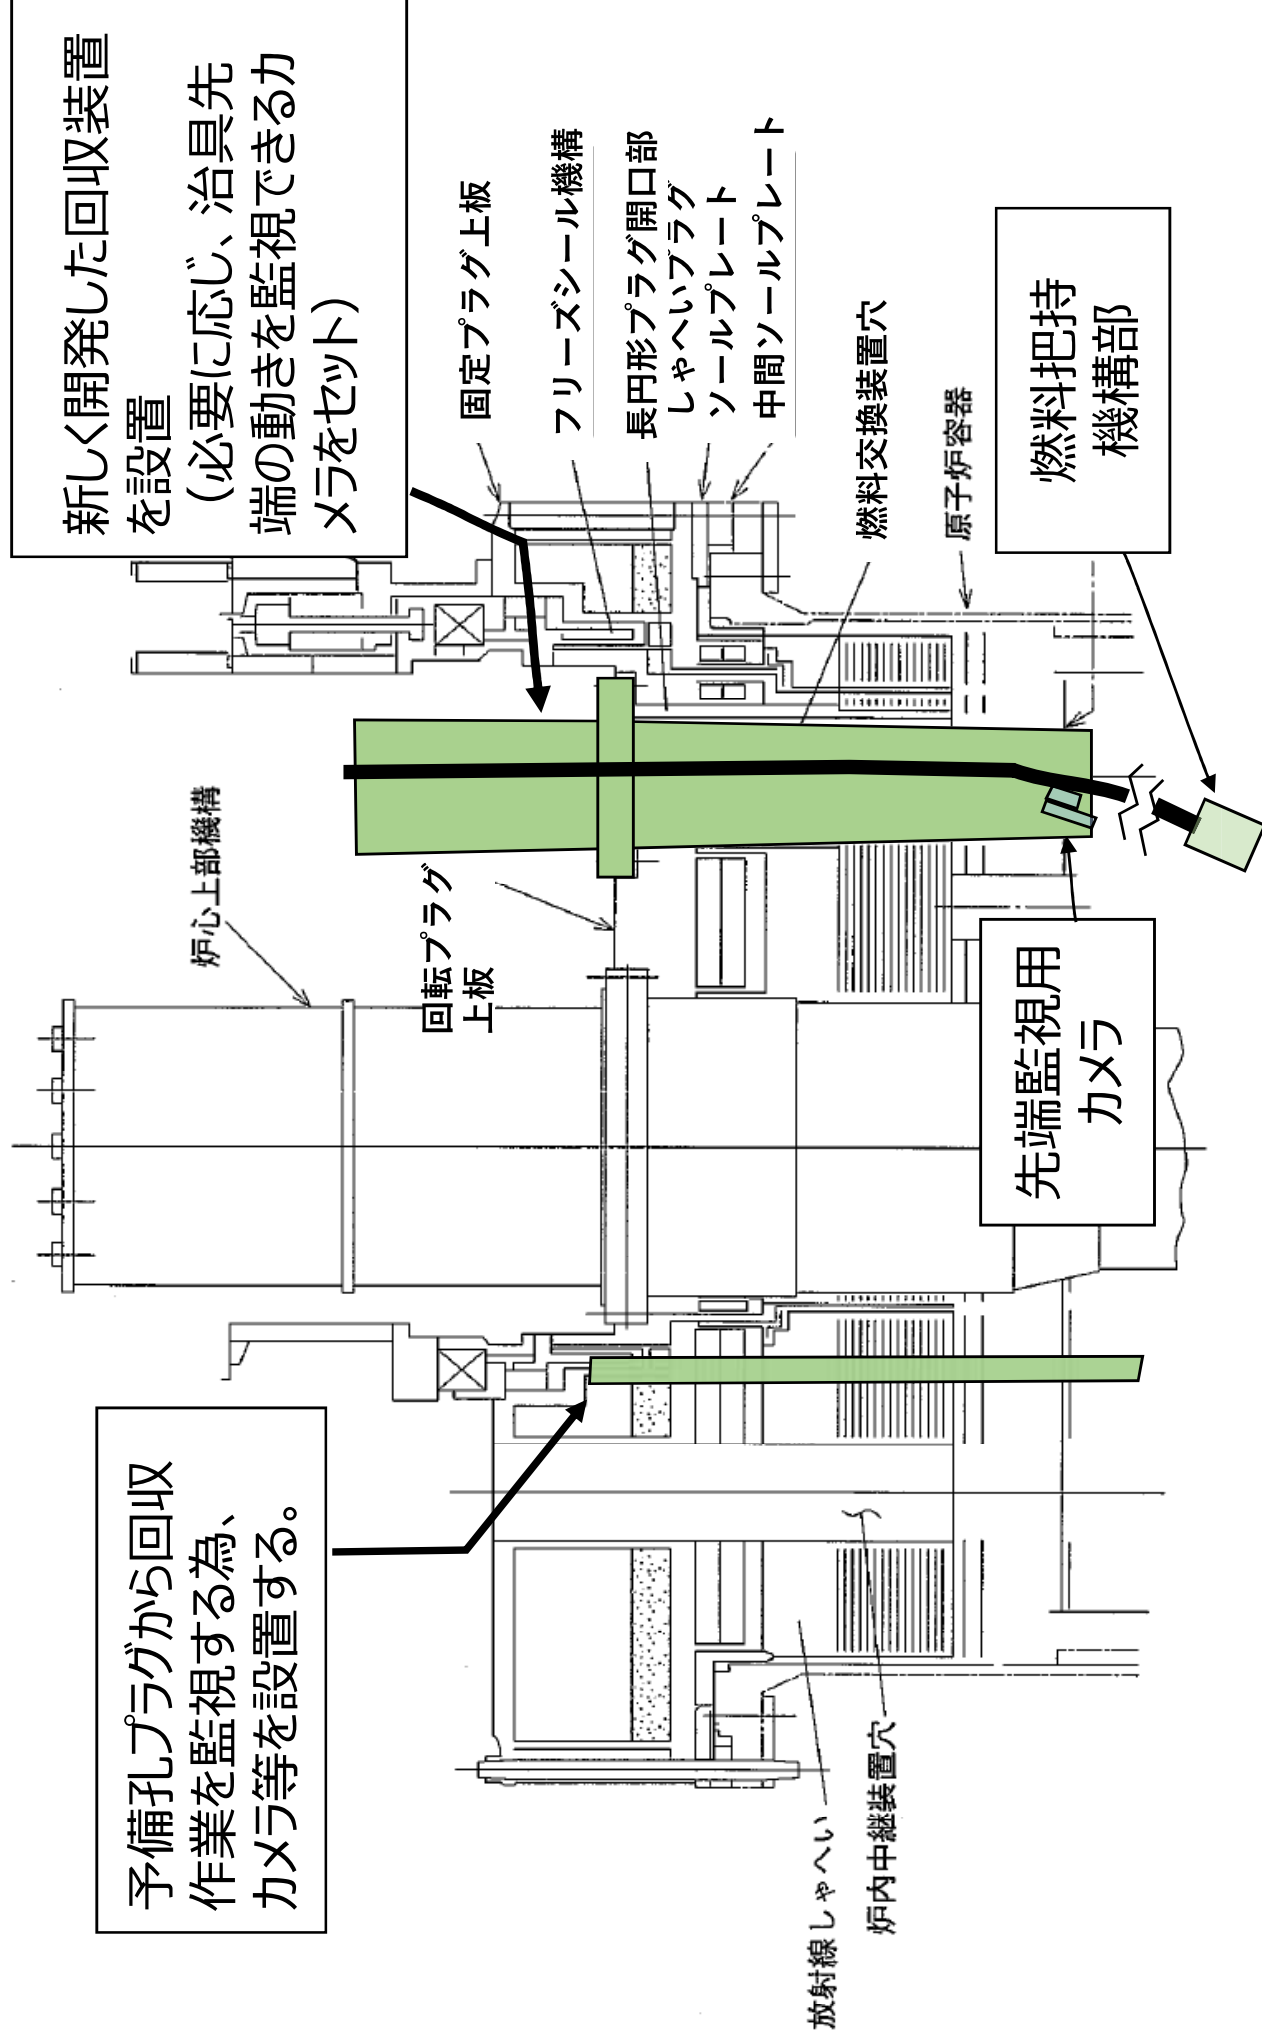 予備孔プラグから回収
作業を監視する為、
カメラ等を設置する。
新しく開発した回収装置
を設置
（必要に応じ、治具先
端の動きを監視できるカ
メラをセット）
炉心上部機構
回転プラグ
上板
固定プラグ上板
フリーズシール機構
長円形プラグ開口部
しゃへいプラグ
ソールプレート
中間ソールプレート
燃料交換装置穴
原子炉容器
燃料把持
機構部
先端監視用
カメラ
放射線しゃへい
炉内中継装置穴